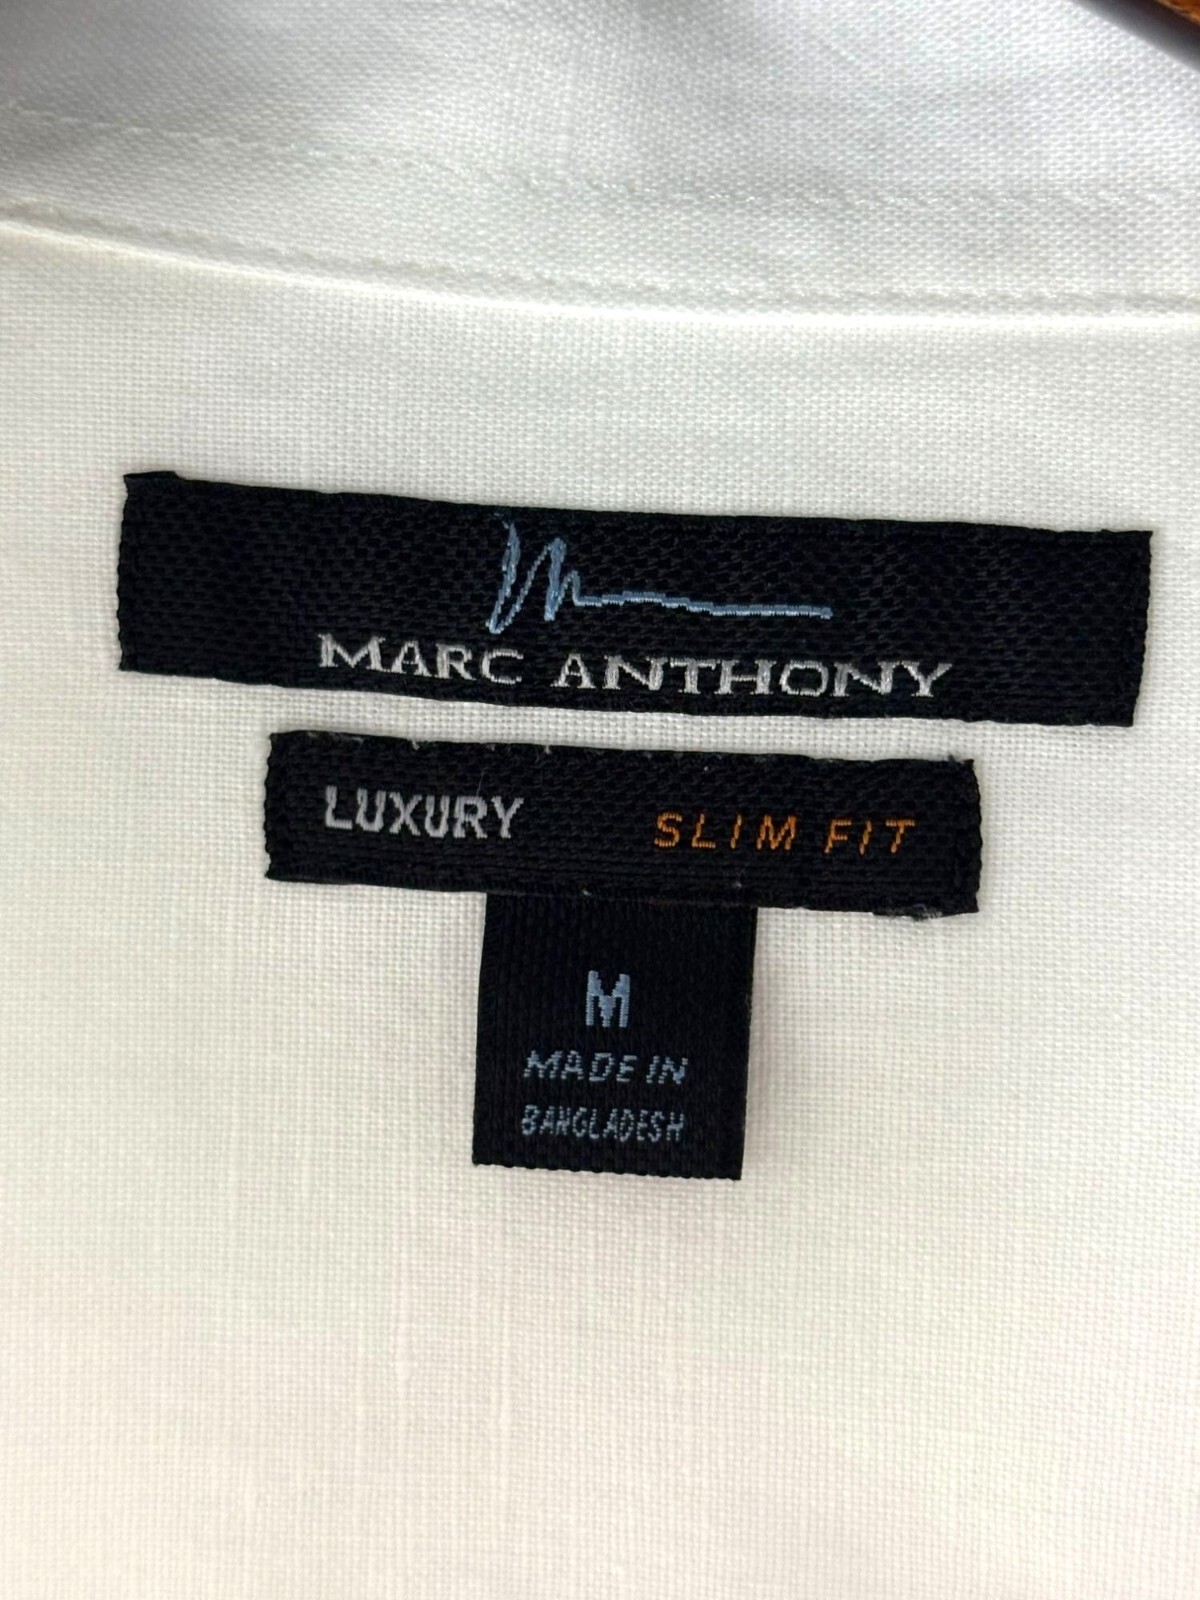 MARC ANTHONY
LUXURY SLIM FIT
M
MADE IN
BANGLADESH